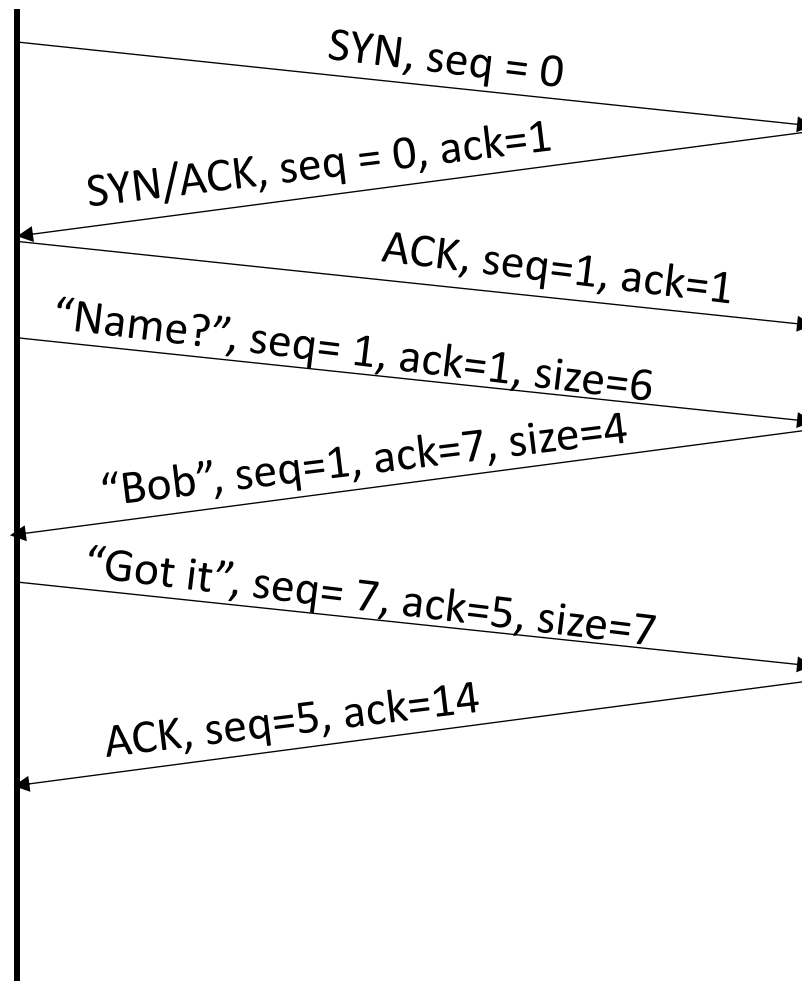 SYN, seq = 0
SYN/ACK, seq = 0, ack=1
ACK, seq=1, ack=1
“Name?”, seq= 1, ack=1, size=6
“Bob”, seq=1, ack=7, size=4
“Got it”, seq= 7, ack=5, size=7
ACK, seq=5, ack=14